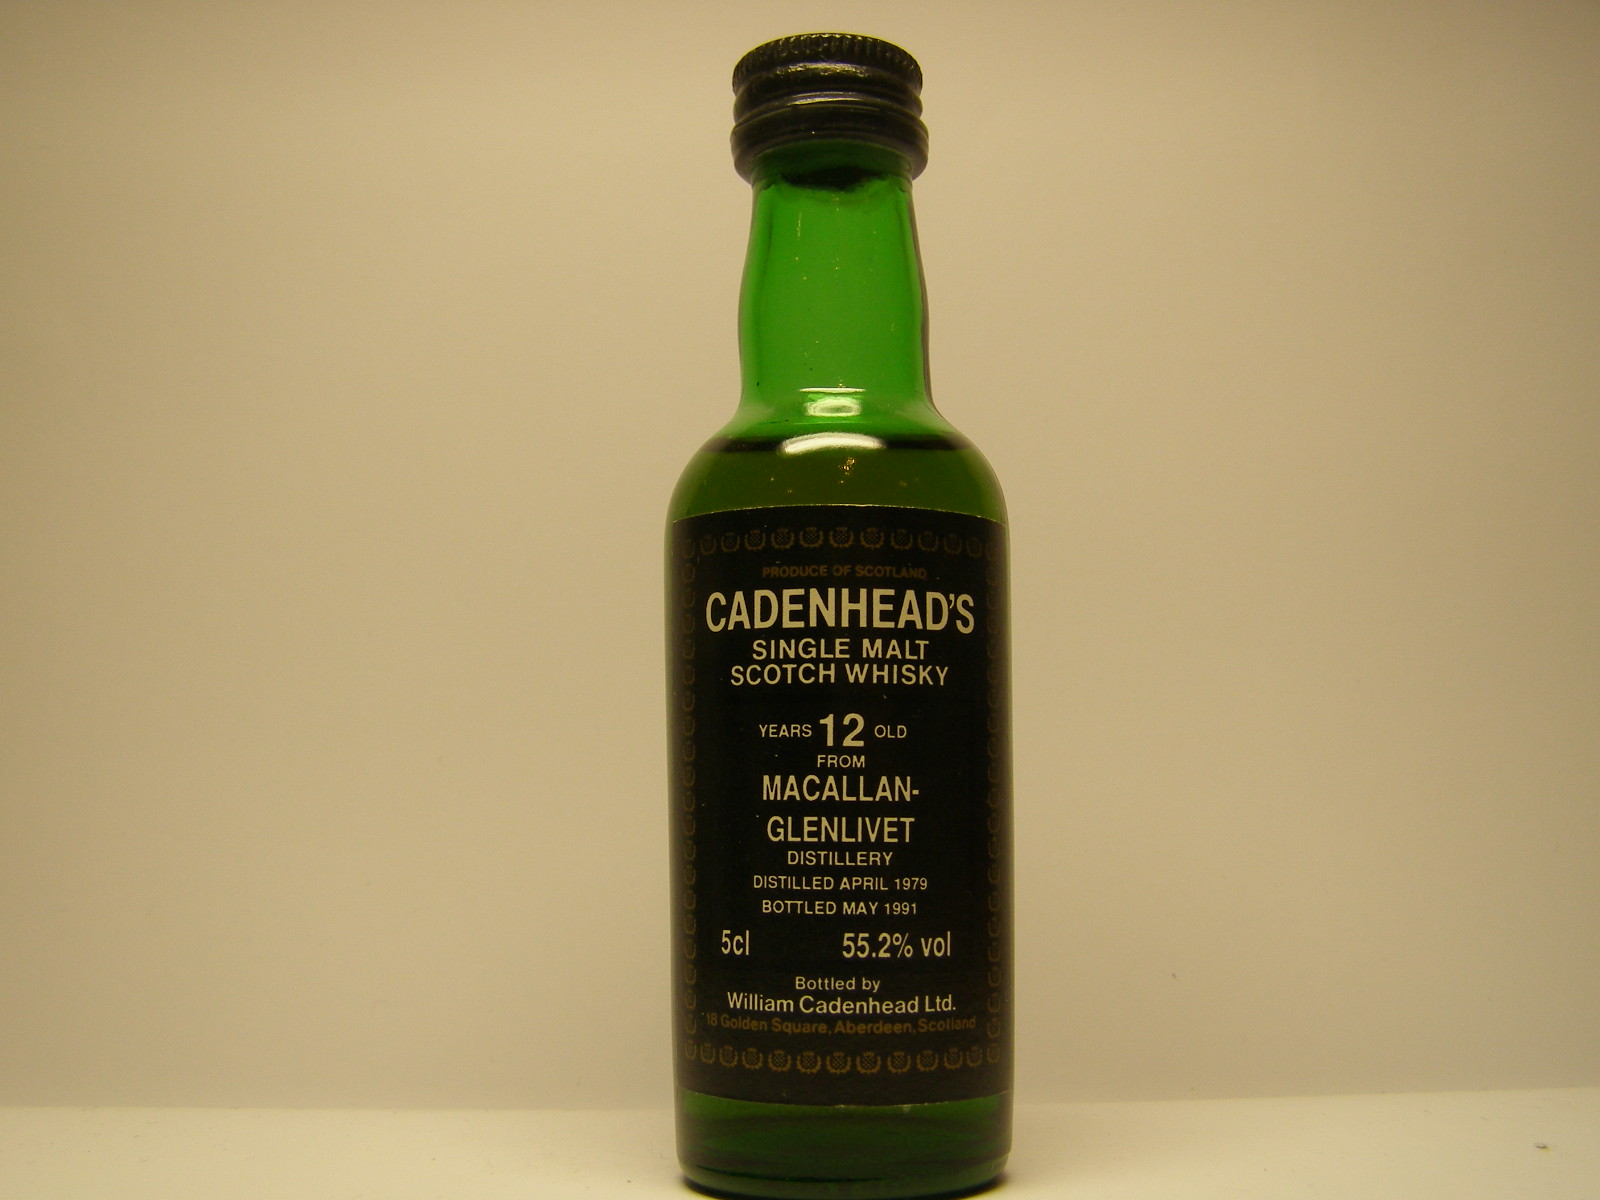 PRODUCE OF SCOTLAND
CADENHEAD'S
SINGLE MALT
SCOTCH WHISKY
YEARS 12 OLD
FROM
MACALLAN-
GLENLIVET
DISTILLERY
DISTILLED APRIL 1979
BOTTLED MAY 1991
5cl 55.2% vol
Bottled by
William Cadenhead Ltd.
18 Golden Square, Aberdeen, Scotland